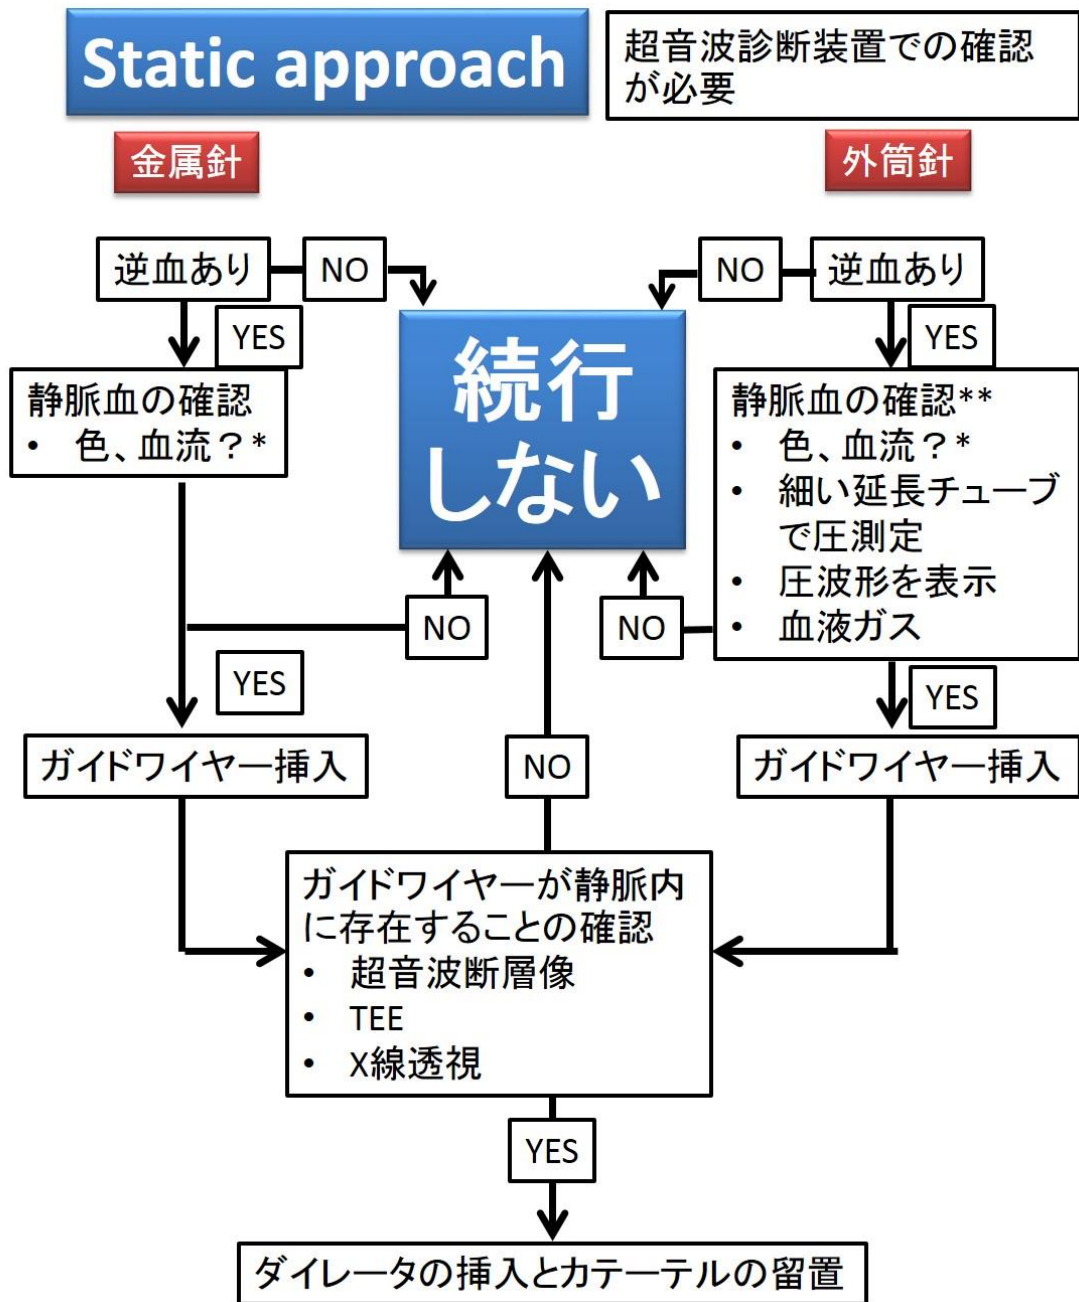 Static approach
超音波診断装置での確認
が必要
金属針
外筒針
逆血あり
NO
NO
逆血あり
YES
YES
続行
しない
静脈血の確認
• 色、血流？*
静脈血の確認**
• 色、血流？*
• 細い延長チューブ
で圧測定
• 圧波形を表示
• 血液ガス
NO
NO
YES
YES
ガイドワイヤー挿入
NO
ガイドワイヤー挿入
ガイドワイヤーが静脈内
に存在することの確認
• 超音波断層像
• TEE
• X線透視
YES
ダイレータの挿入とカテーテルの留置